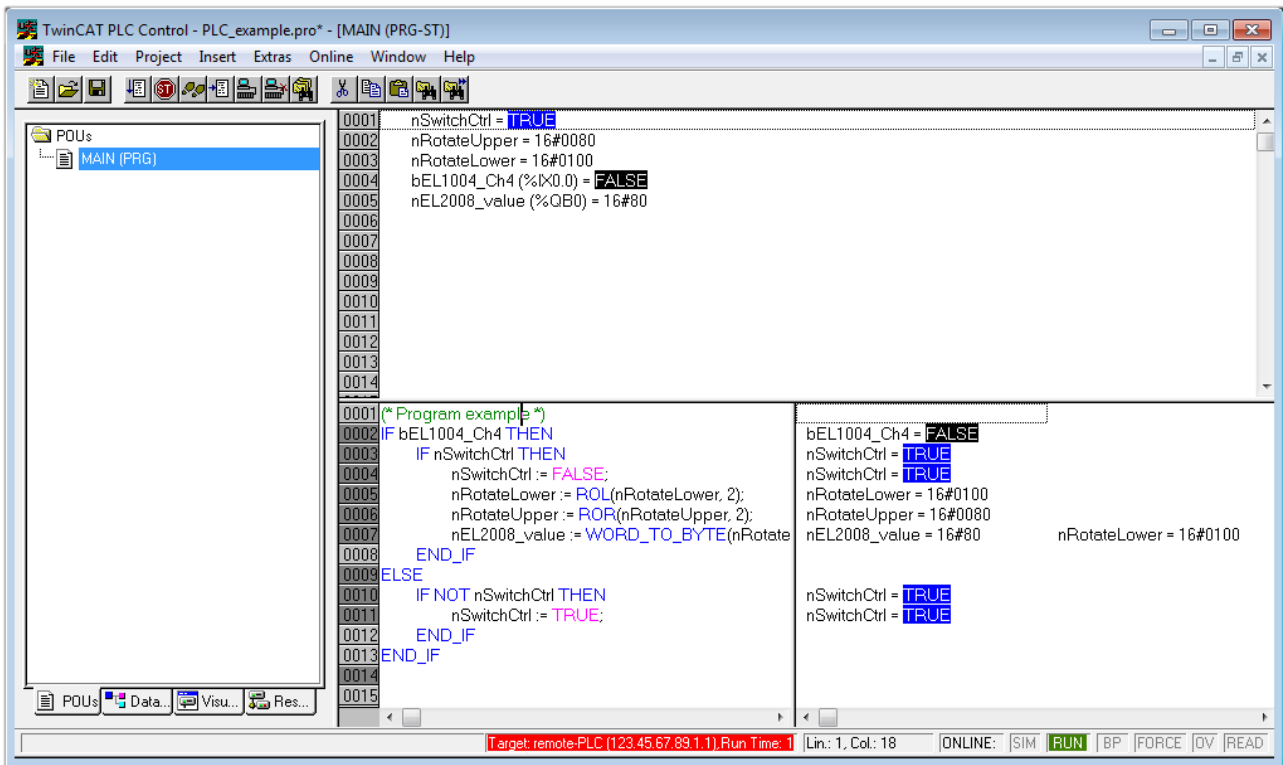 TwinCAT PLC Control - PLC_example.pro* - [MAIN (PRG-ST)]
File Edit Project Insert Extras Online Window Help
POUs
MAIN (PRG)
0001 nSwitchCtrl = TRUE
0002 nRotateUpper = 16#0080
0003 nRotateLower = 16#0100
0004 bEL1004_Ch4 (%IX0.0) = FALSE
0005 nEL2008_value (%QB0) = 16#80
0006
0007
0008
0009
0010
0011
0012
0013
0014
0001 (* Program example *)
0002 IF bEL1004_Ch4 THEN bEL1004_Ch4 = FALSE
0003 IF nSwitchCtrl THEN nSwitchCtrl = TRUE
0004 nSwitchCtrl := FALSE; nSwitchCtrl = TRUE
0005 nRotateLower := ROL(nRotateLower, 2); nRotateLower = 16#0100
0006 nRotateUpper := ROR(nRotateUpper, 2); nRotateUpper = 16#0080
0007 nEL2008_value := WORD_TO_BYTE(nRotate nEL2008_value = 16#80 nRotateLower = 16#0100
0008 END_IF
0009 ELSE
0010 IF NOT nSwitchCtrl THEN nSwitchCtrl = TRUE
0011 nSwitchCtrl := TRUE; nSwitchCtrl = TRUE
0012 END_IF
0013 END_IF
0014
0015
POUs Data... Visu... Res...
Target: remote-PLC (123.45.67.89.1.1), Run Time: 1 Lin.: 1, Col.: 18 ONLINE: SIM RUN BP FORCE OV READ